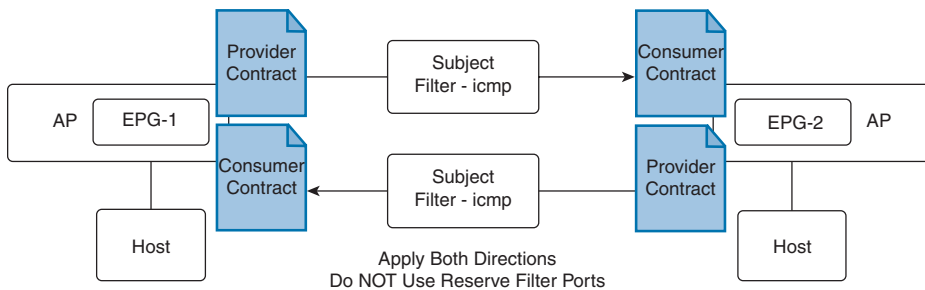 Provider
Contract
Subject
Filter - icmp
Consumer
Contract
AP
EPG-1
EPG-2
AP
Consumer
Contract
Subject
Filter - icmp
Provider
Contract
Host
Host
Apply Both Directions
Do NOT Use Reserve Filter Ports